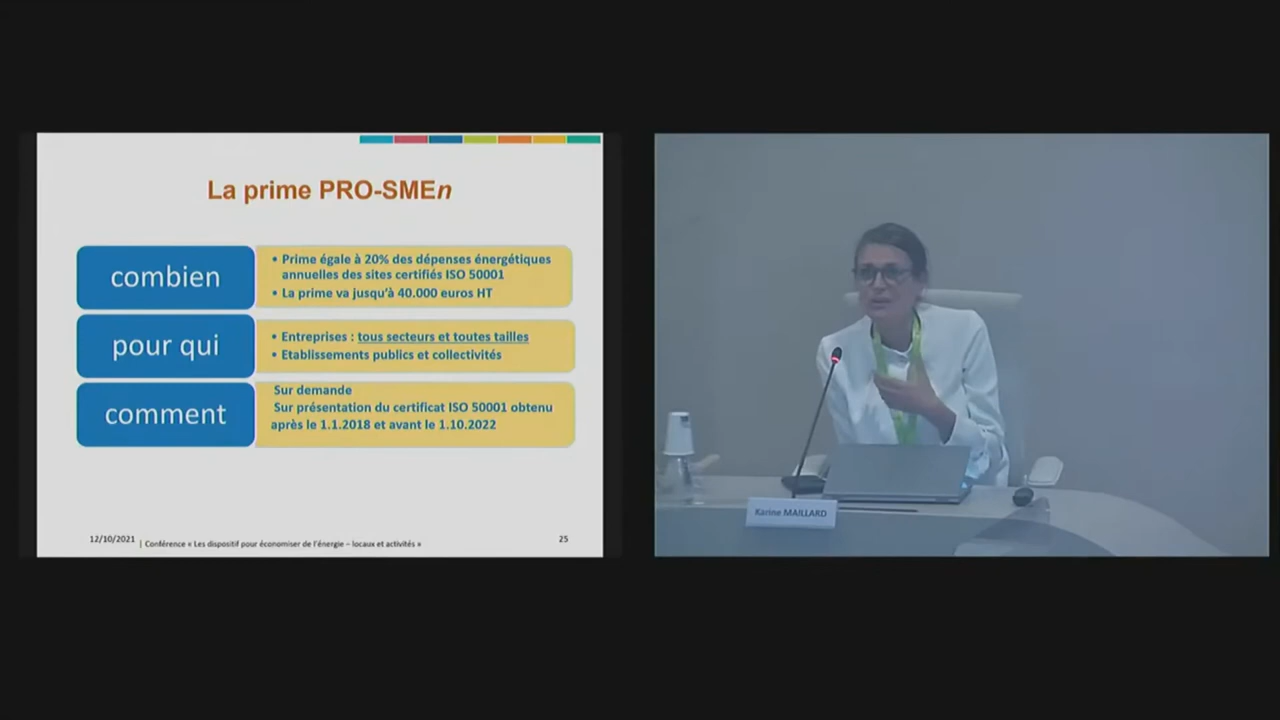 La prime PRO-SMEn
combien
• Prime égale à 20% des dépenses énergétiques
annuelles des sites certifiés ISO 50001
• La prime va jusqu'à 40.000 euros HT
pour qui
• Entreprises : tous secteurs et toutes tailles
• Etablissements publics et collectivités
comment
Sur demande
Sur présentation du certificat ISO 50001 obtenu
après le 1.1.2018 et avant le 1.10.2022
12/10/2021 | Conférence « Les dispositif pour économiser de l'énergie – locaux et activités »
25
Karine MAILLARD